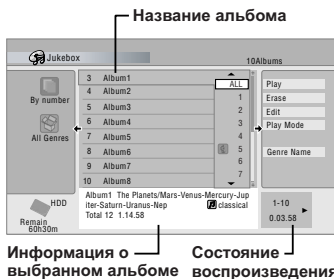 Название альбома
Jukebox
10Albums
3 Album1
4 Album2
5 Album3
6 Album4
7 Album5
8 Album6
9 Album7
10 Album8
ALL
1
2
3
4
5
6
7
By number
All Genres
Play
Erase
Edit
Play Mode
Genre Name
HDD
Remain
60h30m
Album1 The Planets/Mars-Venus-Mercury-Jup
iter-Saturn-Uranus-Nep classical
Total 12 1.14.58
1-10
0.03.58
Информация о
выбранном альбоме
Состояние
воспроизведения